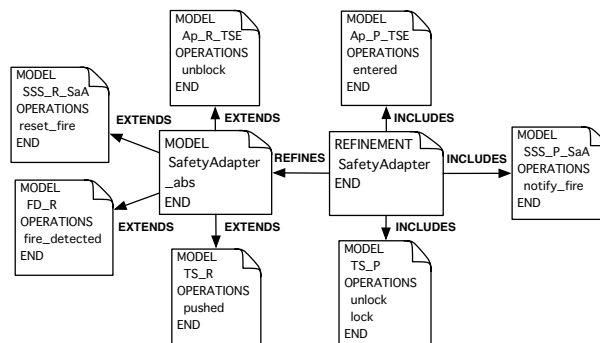 MODEL
Ap_R_TSE
OPERATIONS
unblock
END
MODEL
Ap_P_TSE
OPERATIONS
entered
END
MODEL
SSS_R_SaA
OPERATIONS
reset_fire
END
EXTENDS
EXTENDS
INCLUDES
MODEL
SafetyAdapter
_abs
END
REFINES
REFINEMENT
SafetyAdapter
END
INCLUDES
MODEL
SSS_P_SaA
OPERATIONS
notify_fire
END
MODEL
FD_R
OPERATIONS
fire_detected
END
EXTENDS
EXTENDS
INCLUDES
MODEL
TS_R
OPERATIONS
pushed
END
MODEL
TS_P
OPERATIONS
unlock
lock
END